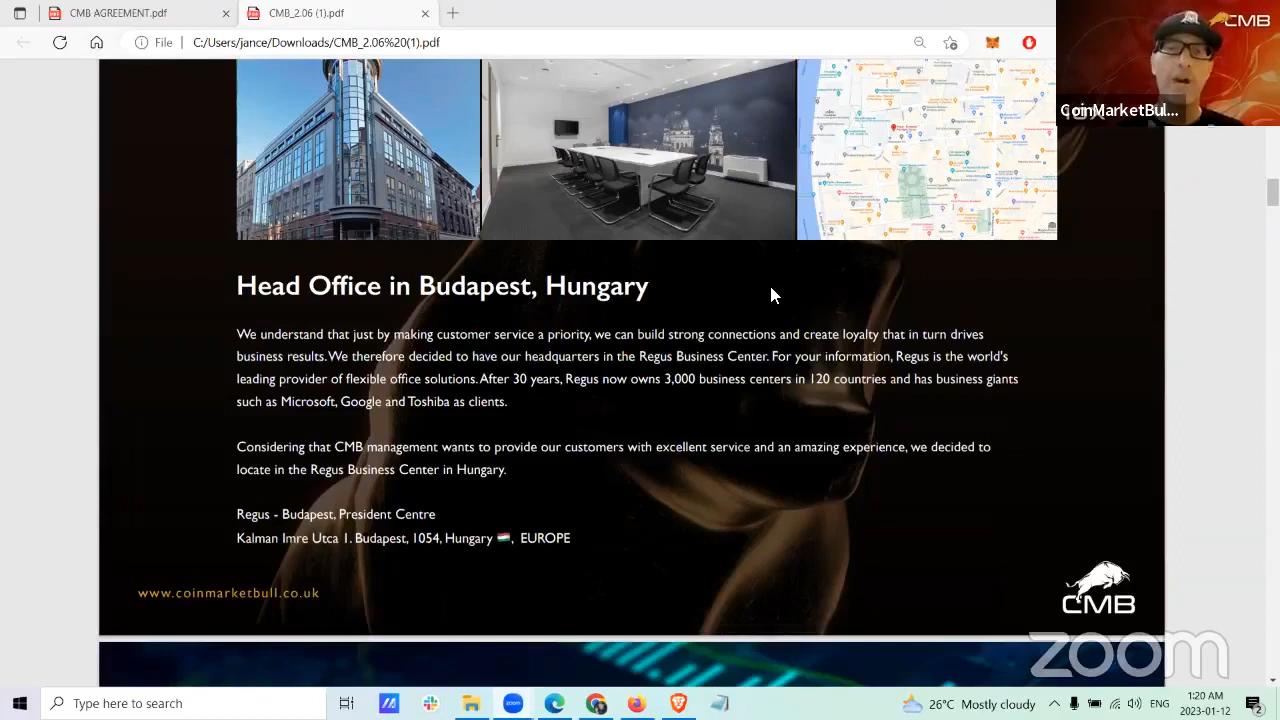 CMB AGREEMENT.pdf
CMB_2.06 (1).pdf
File
C:/Users/jance
ownloads/CMB_2.06%20(1).pdf
CMB
CoinMarketBul...
Head Office in Budapest, Hungary
We understand that just by making customer service a priority, we can build strong connections and create loyalty that in turn drives
business results.We therefore decided to have our headquarters in the Regus Business Center. For your information, Regus is the world's
leading provider of flexible office solutions.After 30 years, Regus now owns 3,000 business centers in 120 countries and has business giants
such as Microsoft, Google and Toshiba as clients.
Considering that CMB management wants to provide our customers with excellent service and an amazing experience, we decided to
locate in the Regus Business Center in Hungary.
Regus - Budapest, President Centre
Kalman Imre Utca 1. Budapest, 1054, Hungary 🇭🇺, EUROPE
www.coinmarketbull.co.uk
CMB
zoom
Type here to search
zoom
26°C Mostly cloudy
1:20 AM
2023-01-12
2